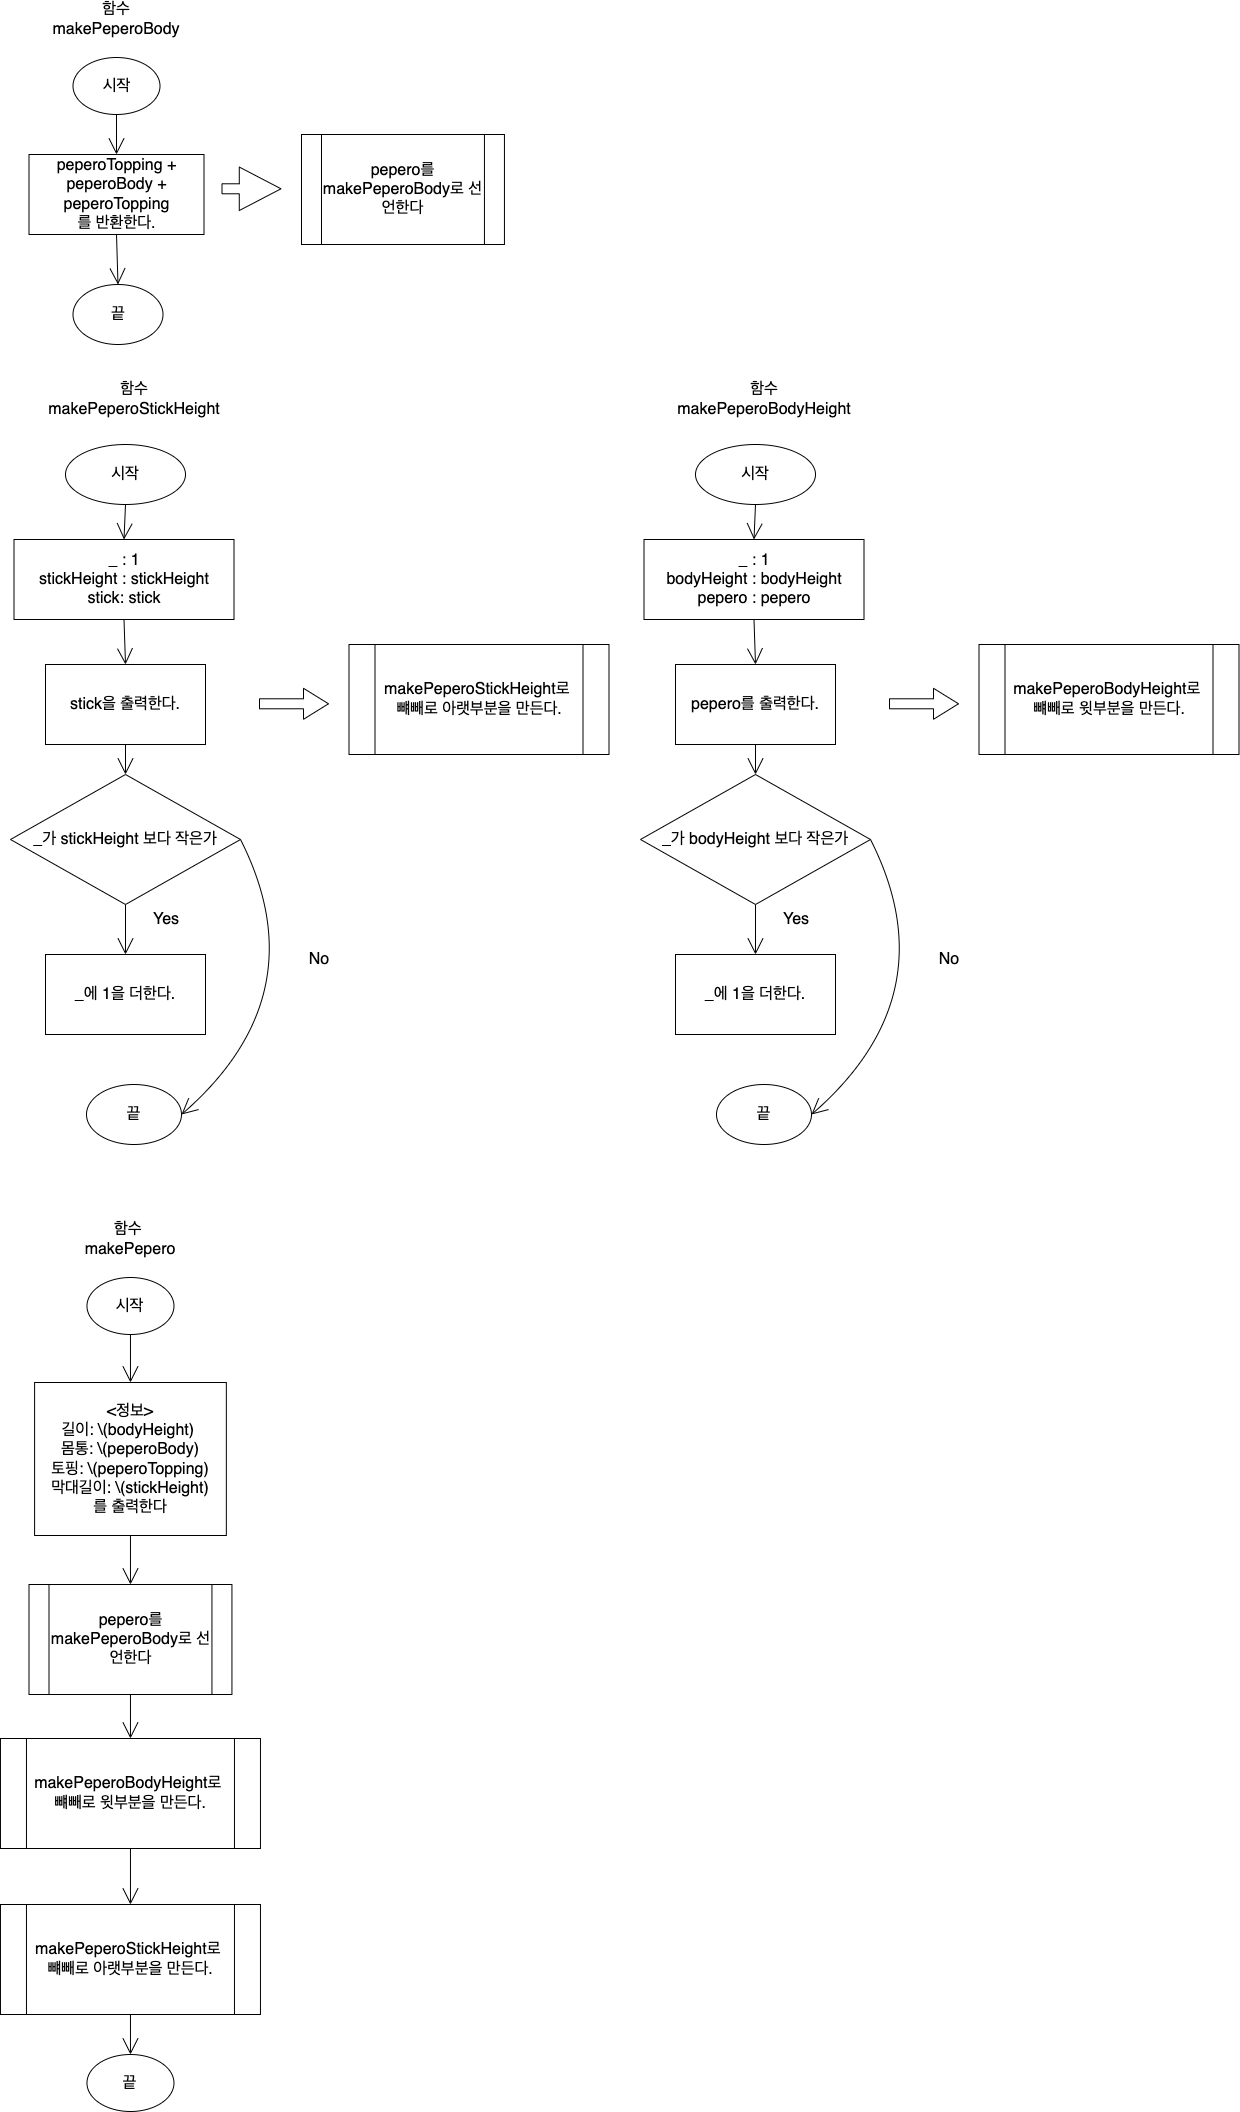 함수
makePeperoBody
시작
peperoTopping +
peperoBody +
peperoTopping
를 반환한다.
pepero를
makePeperoBody로 선
언한다
끝
함수
makePeperoStickHeight
시작
_ : 1
stickHeight : stickHeight
stick: stick
stick을 출력한다.
makePeperoStickHeight로
뺴빼로 아랫부분을 만든다.
_가 stickHeight 보다 작은가
Yes
No
_에 1을 더한다.
끝
함수
makePeperoBodyHeight
시작
_ : 1
bodyHeight : bodyHeight
pepero : pepero
pepero를 출력한다.
makePeperoBodyHeight로
뺴빼로 윗부분을 만든다.
_가 bodyHeight 보다 작은가
Yes
No
_에 1을 더한다.
끝
함수
makePepero
시작
<정보>
길이: \(bodyHeight)
몸통: \(peperoBody)
토핑: \(peperoTopping)
막대길이: \(stickHeight)
를 출력한다
pepero를
makePeperoBody로 선
언한다
makePeperoBodyHeight로
뺴빼로 윗부분을 만든다.
makePeperoStickHeight로
뺴빼로 아랫부분을 만든다.
끝